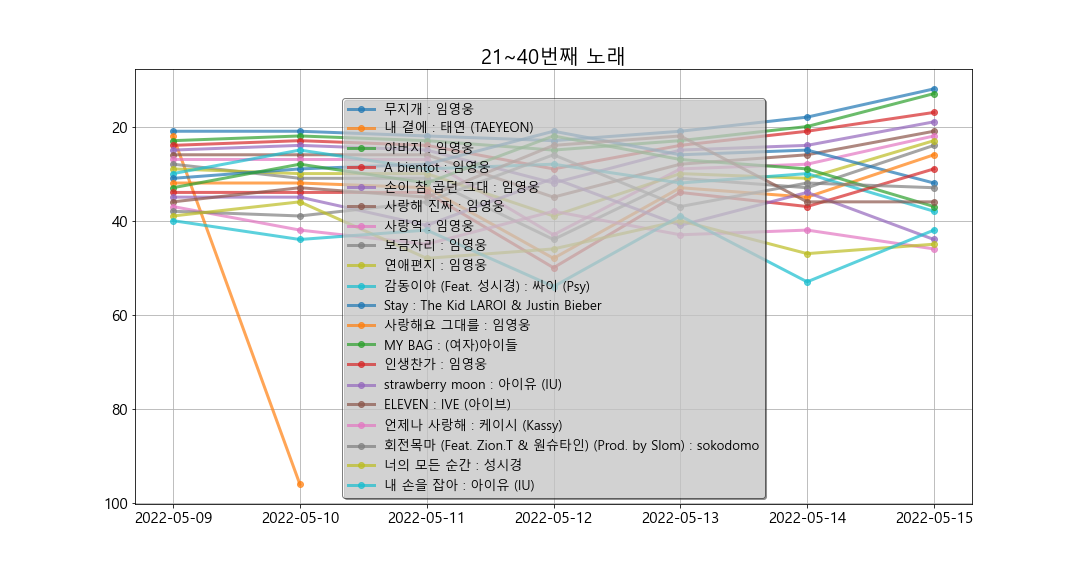 21~40번째 노래
무지개 : 임영웅
내 곁에 : 태연 (TAEYEON)
아버지 : 임영웅
A bientot : 임영웅
손이 참 곱던 그대 : 임영웅
사랑해 진짜 : 임영웅
사랑역 : 임영웅
보금자리 : 임영웅
연애편지 : 임영웅
감동이야 (Feat. 성시경) : 싸이 (Psy)
Stay : The Kid LAROI & Justin Bieber
사랑해요 그대를 : 임영웅
MY BAG : (여자)아이들
인생찬가 : 임영웅
strawberry moon : 아이유 (IU)
ELEVEN : IVE (아이브)
언제나 사랑해 : 케이시 (Kassy)
회전목마 (Feat. Zion.T & 원슈타인) (Prod. by Slom) : sokodomo
너의 모든 순간 : 성시경
내 손을 잡아 : 아이유 (IU)
20
40
60
80
100
2022-05-09 2022-05-10 2022-05-11 2022-05-12 2022-05-13 2022-05-14 2022-05-15